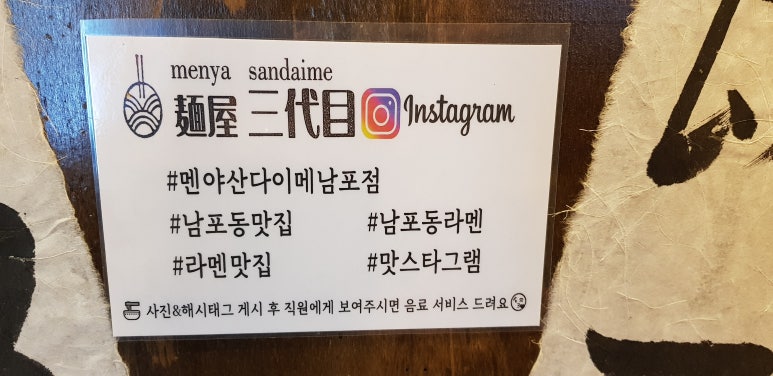 menya sandaime
麺屋 三代目 Instagram
#멘야산다이메남포점
#남포동맛집 #남포동라멘
#라멘맛집 #맛스타그램
사진&해시태그 게시 후 직원에게 보여주시면 음료 서비스 드려요